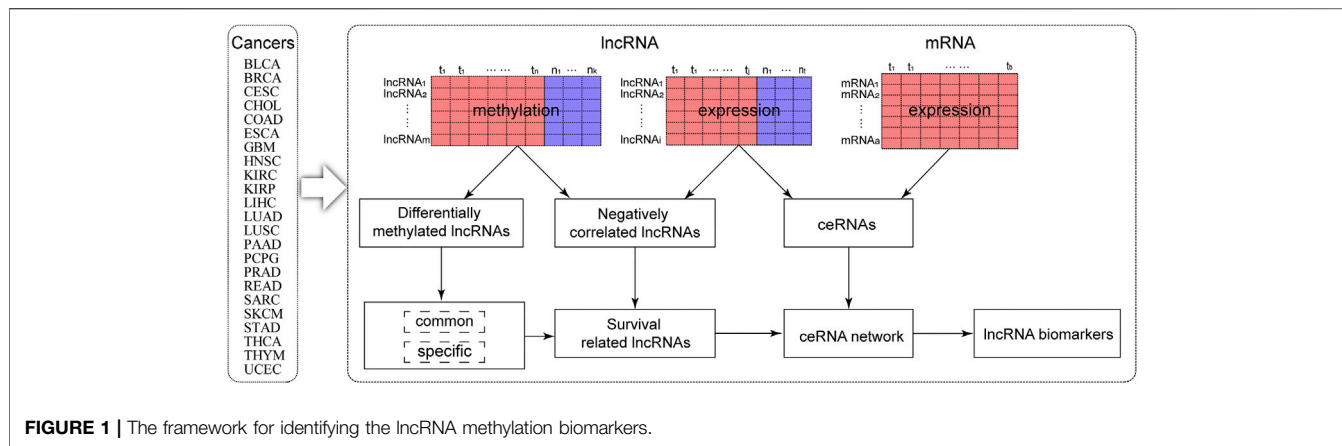 Cancers
BLCA
BRCA
CESC
CHOL
COAD
ESCA
GBM
HNSC
KIRC
KIRP
LIHC
LUAD
LUSC
PAAD
PCPG
PRAD
READ
SARC
SKCM
STAD
THCA
THYM
UCEC
lncRNA
mRNA
t₁ t₁ ··· ··· tₙ n₁ ··· nₖ
lncRNA₁
lncRNA₂
⋮
lncRNAₘ
methylation
t₁ t₁ ··· ··· tⱼ n₁ ··· nₜ
lncRNA₁
lncRNA₂
⋮
lncRNAᵢ
expression
t₁ t₁ ··· ··· t_b
mRNA₁
mRNA₂
⋮
mRNAₐ
expression
Differentially
methylated lncRNAs
Negatively
correlated lncRNAs
ceRNAs
common
specific
Survival
related lncRNAs
ceRNA network
lncRNA biomarkers
FIGURE 1 | The framework for identifying the lncRNA methylation biomarkers.